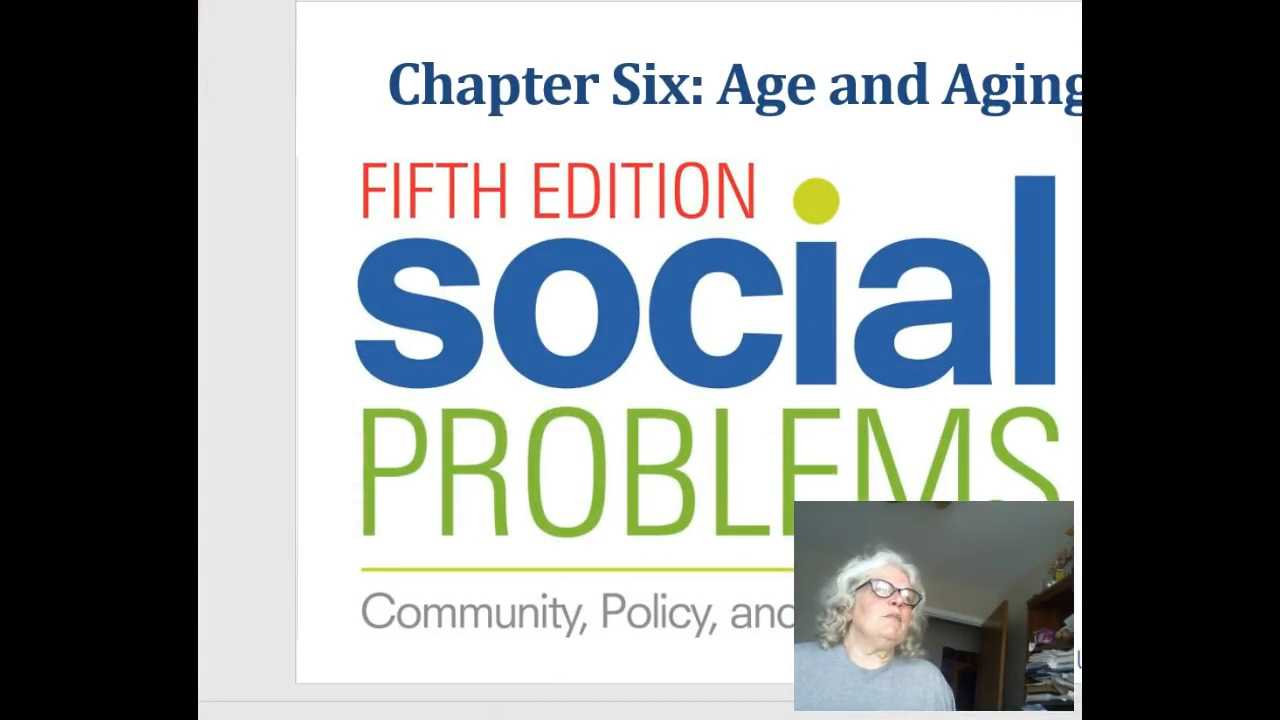 Chapter Six: Age and Aging
FIFTH EDITION
social
PROBLEMS
Community, Policy, and